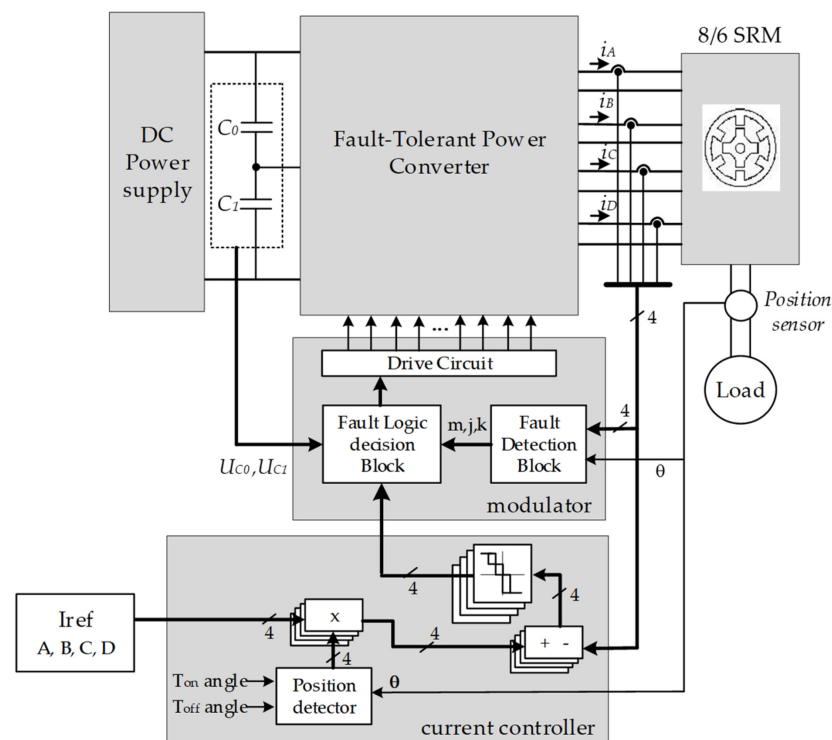 8/6 SRM
DC
Power
supply
C0
C1
Fault-Tolerant Power
Converter
iA
iB
iC
iD
4
Position
sensor
Load
...
Drive Circuit
Fault Logic
decision
Block
m,j,k
Fault
Detection
Block
4
θ
UC0,UC1
modulator
4
4
Iref
A, B, C, D
4
x
4
4
+ -
Ton angle
Toff angle
Position
detector
θ
current controller